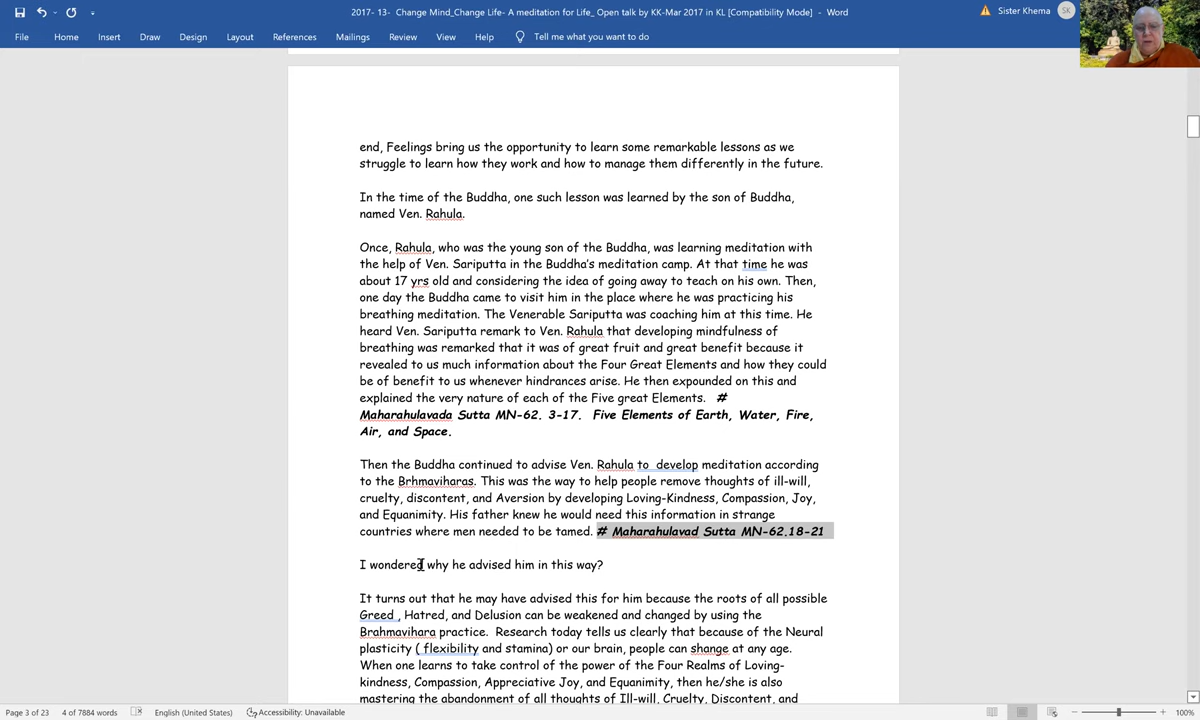 2017- 13-  Change Mind_Change Life- A meditation for Life_ Open talk by KK-Mar 2017 in KL [Compatibility Mode]  -  Word
Sister Khema
SK
File Home Insert Draw Design Layout References Mailings Review View Help Tell me what you want to do
end, Feelings bring us the opportunity to learn some remarkable lessons as we
struggle to learn how they work and how to manage them differently in the future.
In the time of the Buddha, one such lesson was learned by the son of Buddha,
named Ven. Rahula.
Once, Rahula, who was the young son of the Buddha, was learning meditation with
the help of Ven. Sariputta in the Buddha's meditation camp. At that time he was
about 17 yrs old and considering the idea of going away to teach on his own. Then,
one day the Buddha came to visit him in the place where he was practicing his
breathing meditation. The Venerable Sariputta was coaching him at this time. He
heard Ven. Sariputta remark to Ven. Rahula that developing mindfulness of
breathing was remarked that it was of great fruit and great benefit because it
revealed to us much information about the Four Great Elements and how they could
be of benefit to us whenever hindrances arise. He then expounded on this and
explained the very nature of each of the Five great Elements.   #
Maharahulavada Sutta MN-62. 3-17.  Five Elements of Earth, Water, Fire,
Air, and Space.
Then the Buddha continued to advise Ven. Rahula to  develop meditation according
to the Brhmaviharas. This was the way to help people remove thoughts of ill-will,
cruelty, discontent, and Aversion by developing Loving-Kindness, Compassion, Joy,
and Equanimity. His father knew he would need this information in strange
countries where men needed to be tamed. # Maharahulavad Sutta MN-62.18-21
I wondered why he advised him in this way?
It turns out that he may have advised this for him because the roots of all possible
Greed , Hatred, and Delusion can be weakened and changed by using the
Brahmavihara practice.  Research today tells us clearly that because of the Neural
plasticity ( flexibility and stamina) or our brain, people can shange at any age.
When one learns to take control of the power of the Four Realms of Loving-
kindness, Compassion, Appreciative Joy, and Equanimity, then he/she is also
mastering the abandonment of all thoughts of Ill-will, Cruelty, Discontent, and
Page 3 of 23 4 of 7884 words English (United States) Accessibility: Unavailable 100%